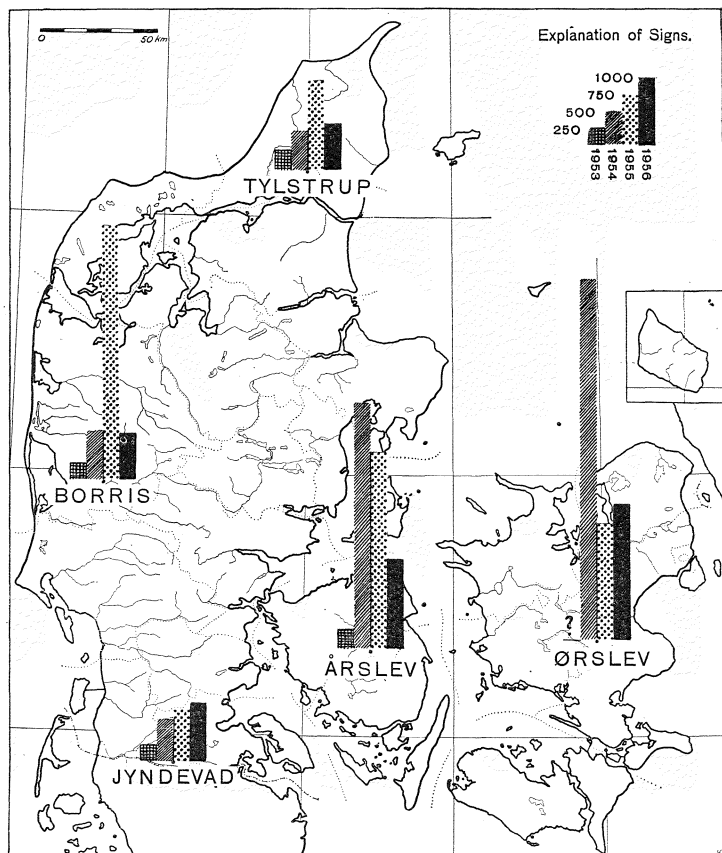 0 50 km
Explanation of Signs.
1000
750
500
250
1953
1954
1955
1956
TYLSTRUP
BORRIS
?
ÅRSLEV
ØRSLEV
JYNDEVAD